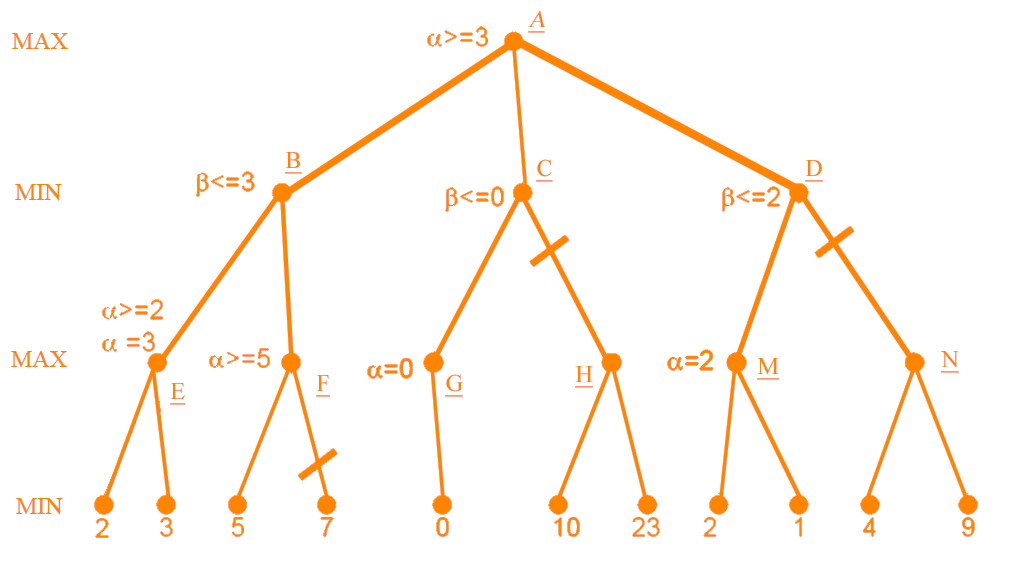 MAX α>=3 A
MIN β<=3 B β<=0 C β<=2 D
α>=2
MAX α =3 E α>=5 F α=0 G H α=2 M N
MIN 2 3 5 7 0 10 23 2 1 4 9